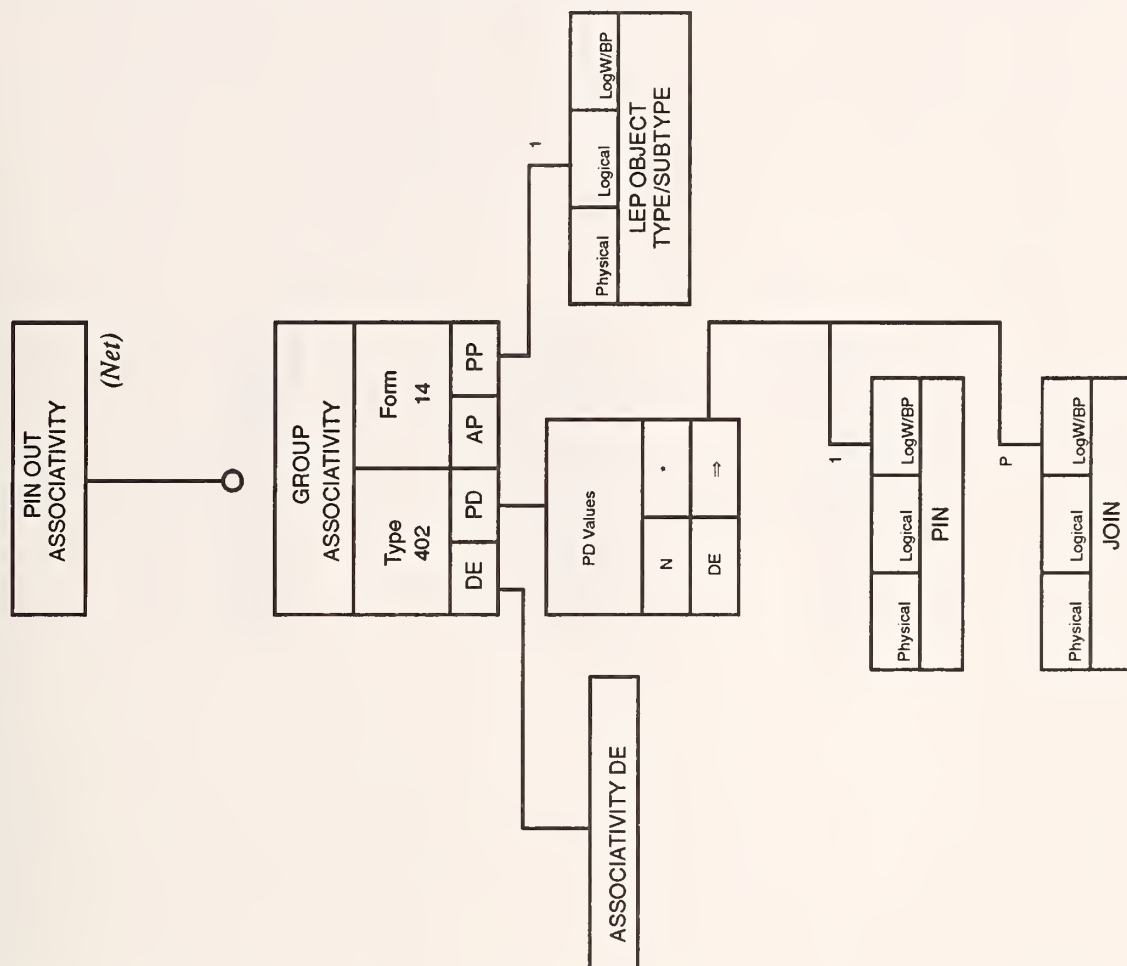 PIN OUT
ASSOCIATIVITY
(Net)
GROUP
ASSOCIATIVITY
Type
402
Form
14
DE
PD
AP
PP
1
Physical
Logical
LogW/BP
LEP OBJECT
TYPE/SUBTYPE
PD Values
N
*
DE
⇒
ASSOCIATIVITY DE
1
Physical
Logical
LogW/BP
PIN
P
Physical
Logical
LogW/BP
JOIN